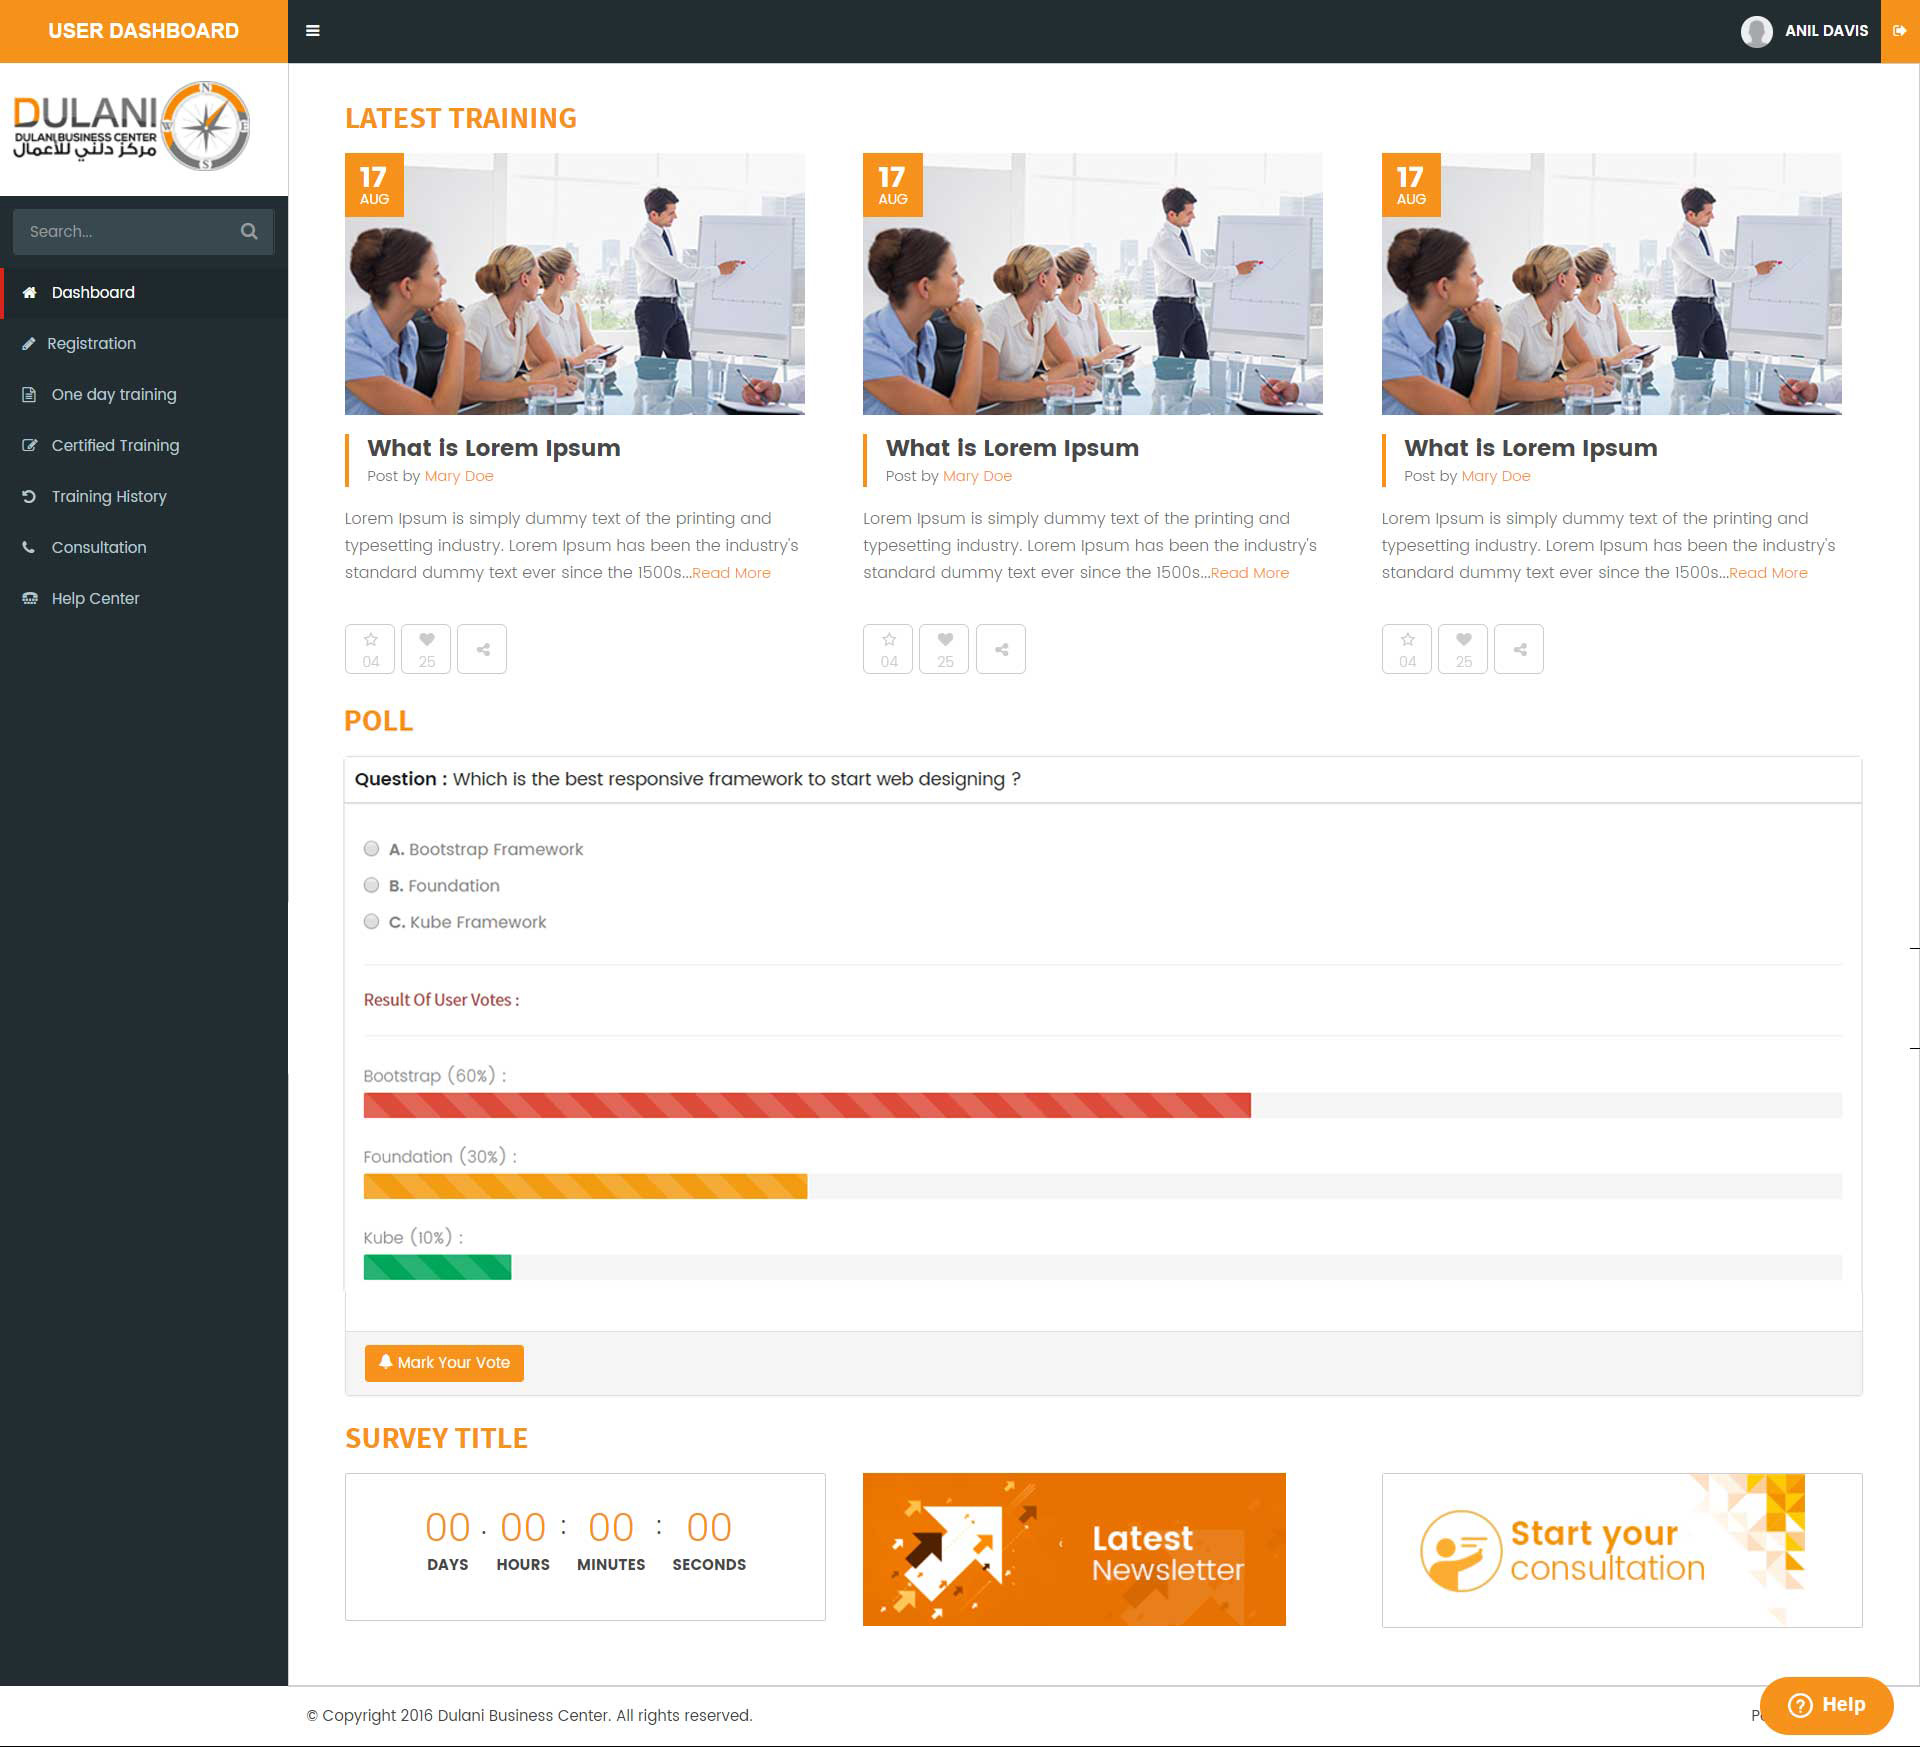 USER DASHBOARD
ANIL DAVIS
DULANI
DULANI BUSINESS CENTER
مركز دلني للأعمال
N
W
E
S
Search...
Dashboard
Registration
One day training
Certified Training
Training History
Consultation
Help Center
LATEST TRAINING
17
AUG
What is Lorem Ipsum
Post by Mary Doe
Lorem Ipsum is simply dummy text of the printing and
typesetting industry. Lorem Ipsum has been the industry's
standard dummy text ever since the 1500s...Read More
04
25
17
AUG
What is Lorem Ipsum
Post by Mary Doe
Lorem Ipsum is simply dummy text of the printing and
typesetting industry. Lorem Ipsum has been the industry's
standard dummy text ever since the 1500s...Read More
04
25
17
AUG
What is Lorem Ipsum
Post by Mary Doe
Lorem Ipsum is simply dummy text of the printing and
typesetting industry. Lorem Ipsum has been the industry's
standard dummy text ever since the 1500s...Read More
04
25
POLL
Question : Which is the best responsive framework to start web designing ?
A. Bootstrap Framework
B. Foundation
C. Kube Framework
Result Of User Votes :
Bootstrap (60%) :
Foundation (30%) :
Kube (10%) :
Mark Your Vote
SURVEY TITLE
00 . 00 : 00 : 00
DAYS HOURS MINUTES SECONDS
Latest
Newsletter
Start your
consultation
© Copyright 2016 Dulani Business Center. All rights reserved.
Help